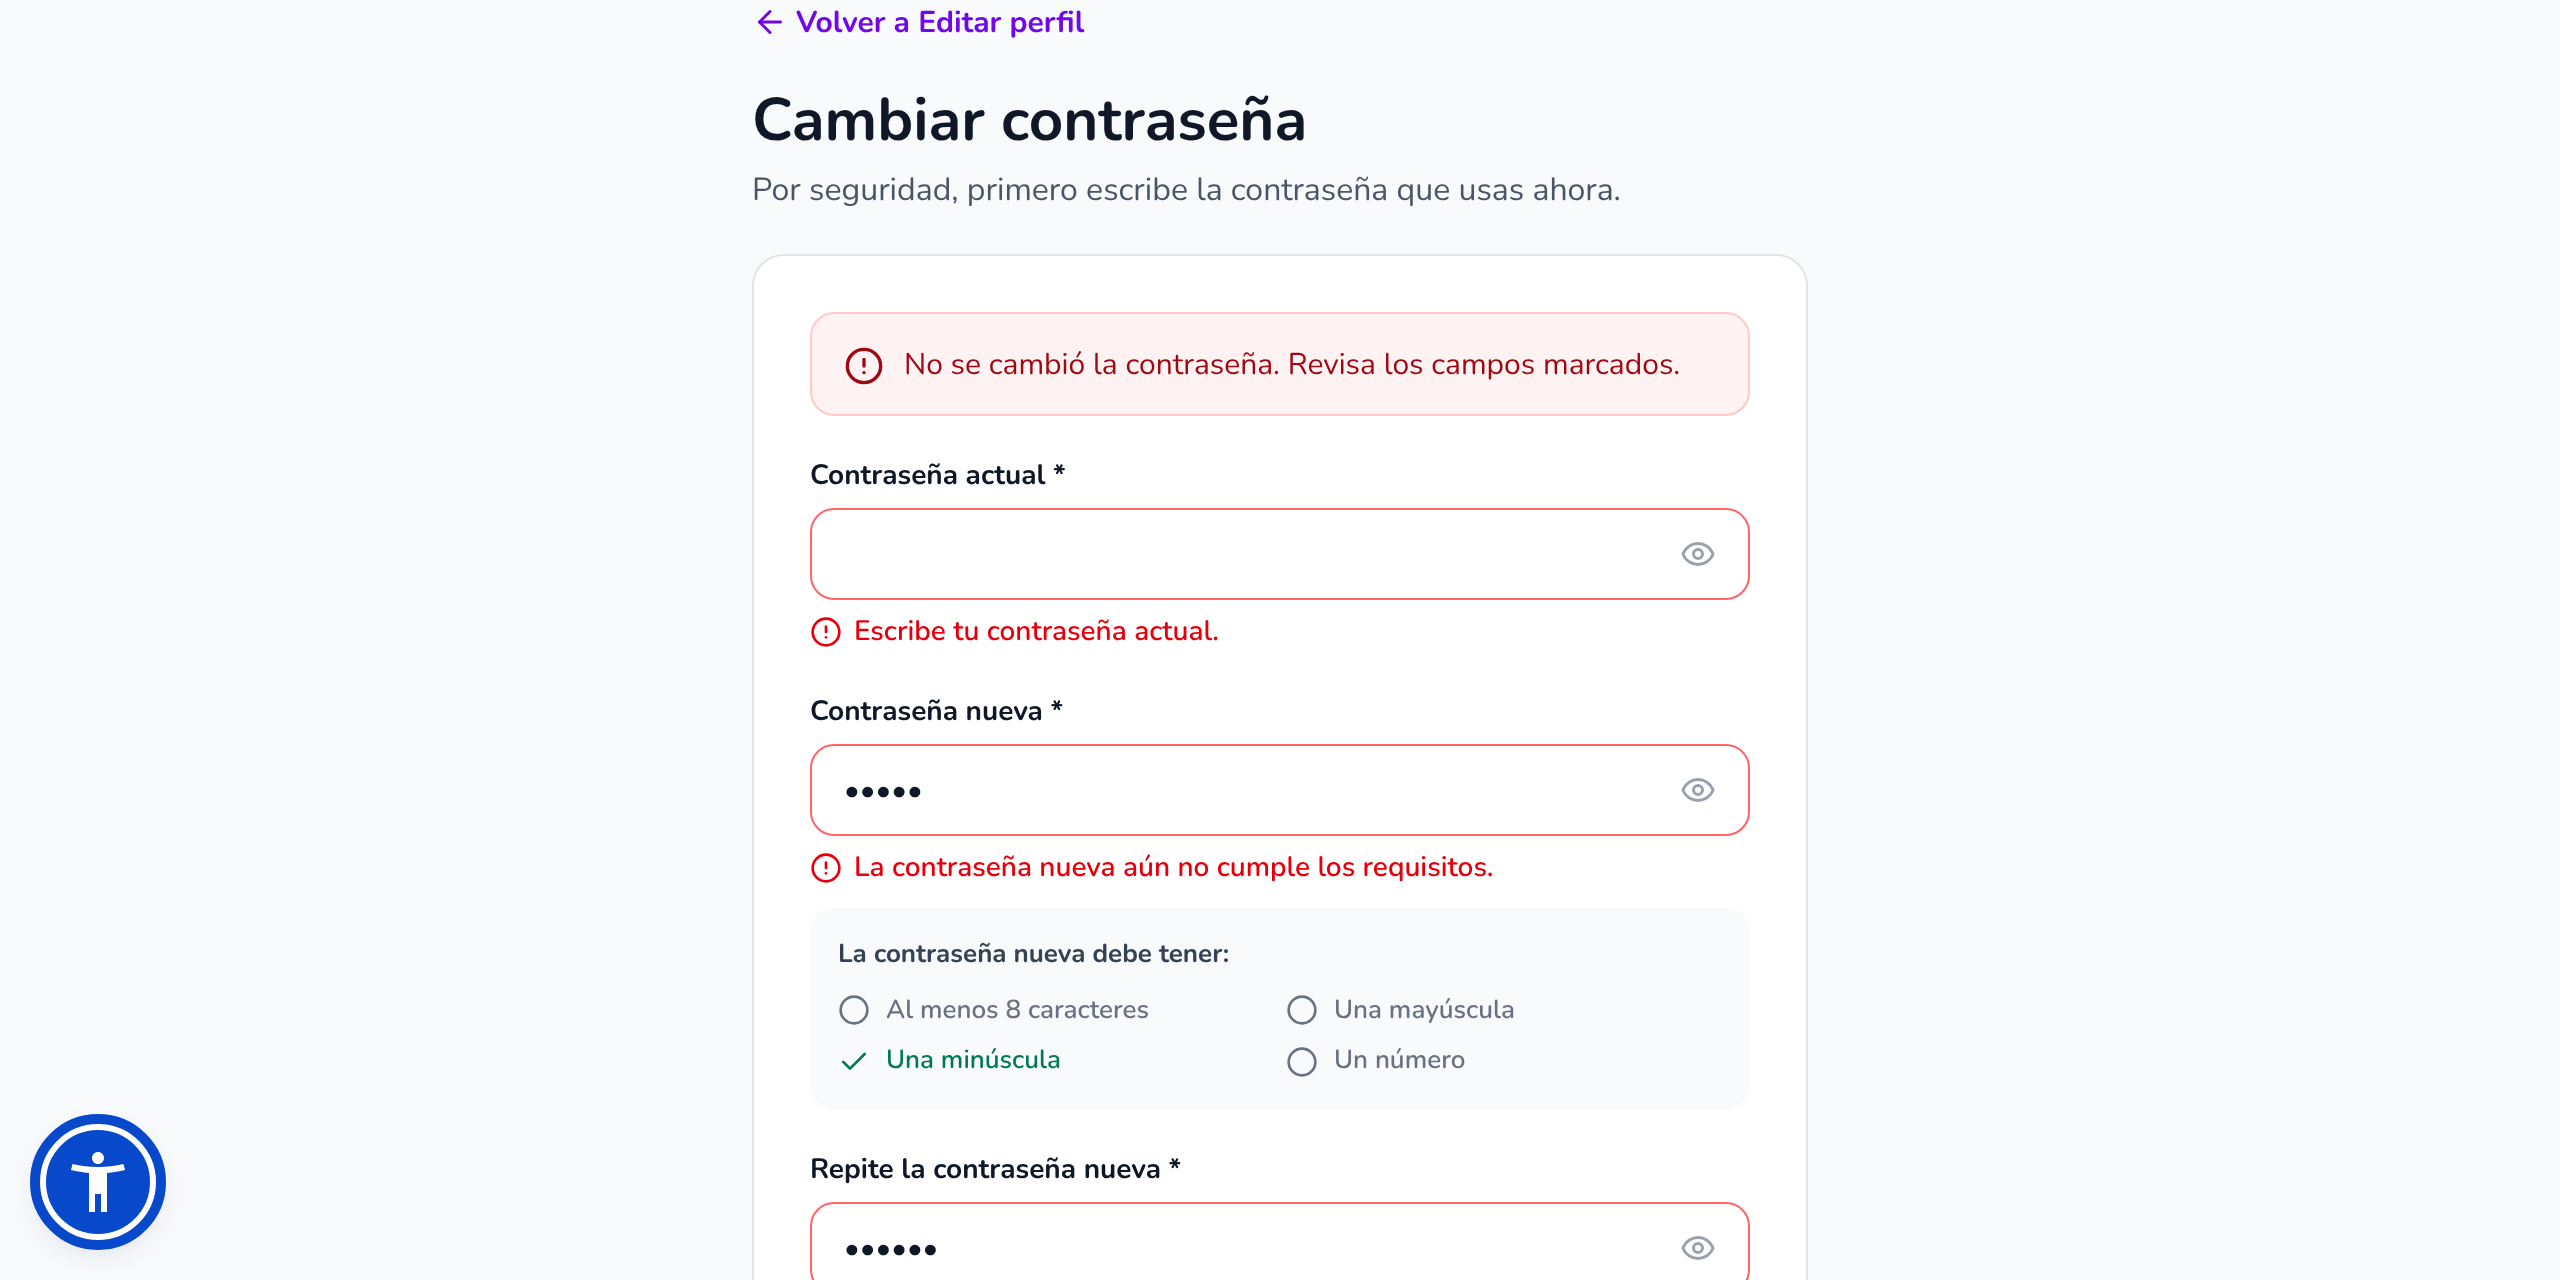 Volver a Editar perfil
Cambiar contraseña
Por seguridad, primero escribe la contraseña que usas ahora.
No se cambió la contraseña. Revisa los campos marcados.
Contraseña actual *
Escribe tu contraseña actual.
Contraseña nueva *
•••••
La contraseña nueva aún no cumple los requisitos.
La contraseña nueva debe tener:
Al menos 8 caracteres
Una mayúscula
Una minúscula
Un número
Repite la contraseña nueva *
••••••